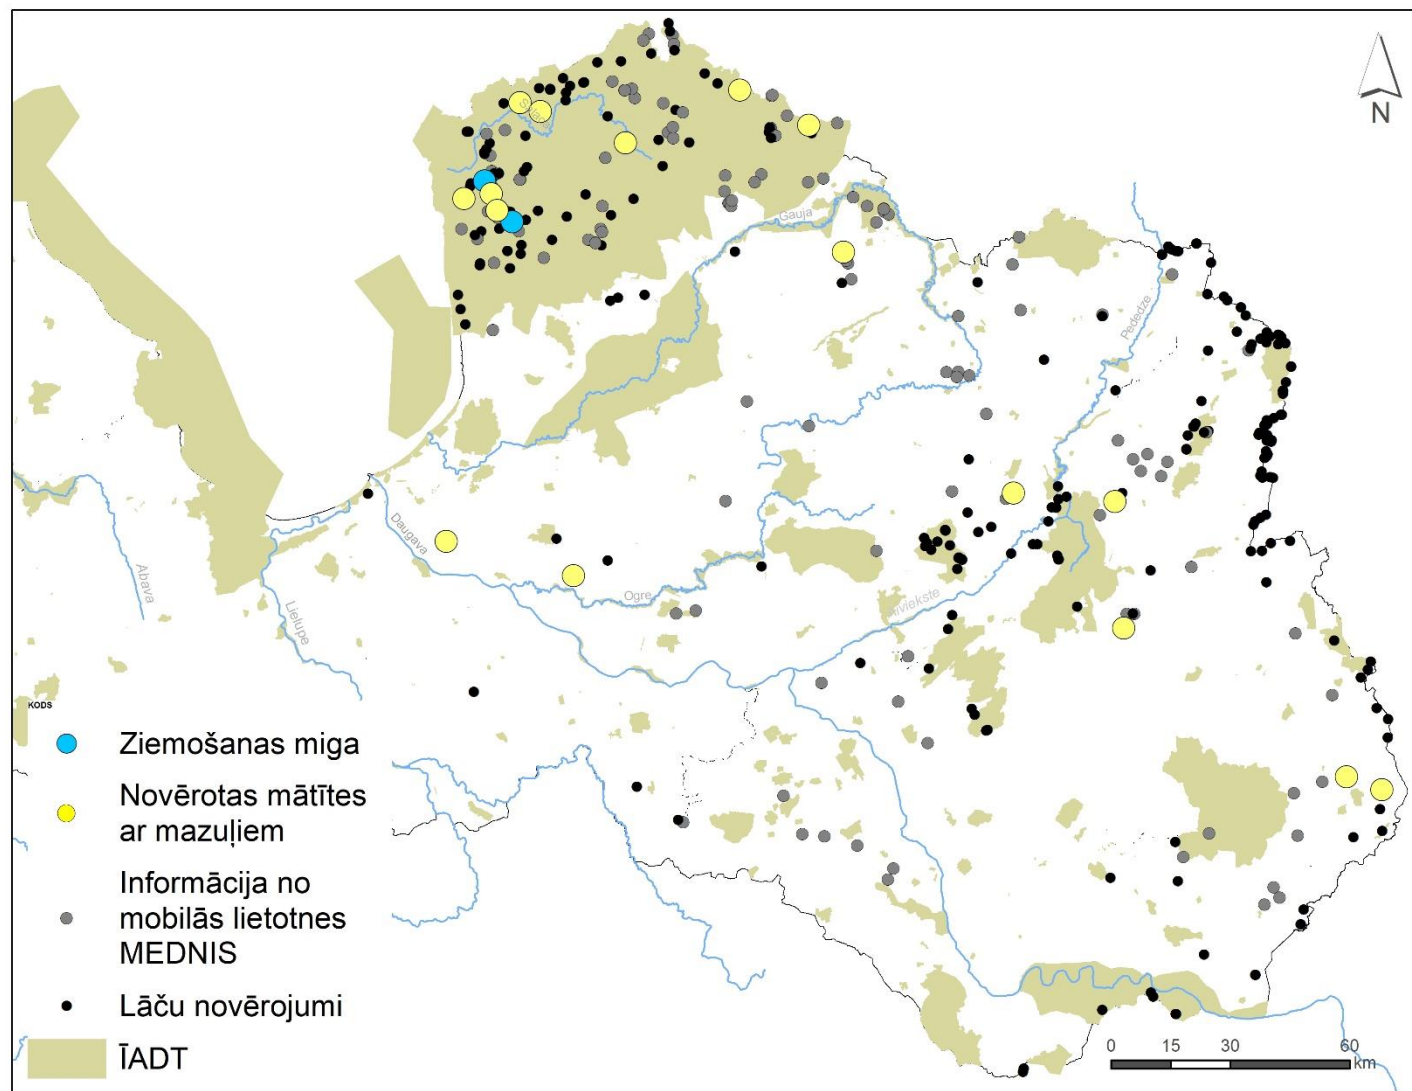 N
Salaca
Gauja
Pededze
Daugava
Abava
Lielupe
Ogre
Aiviekste
KODS
Ziemošanas miga
Novērotas mātītes
ar mazuļiem
Informācija no
mobilās lietotnes
MEDNIS
Lāču novērojumi
ĪADT
0 15 30 60
km